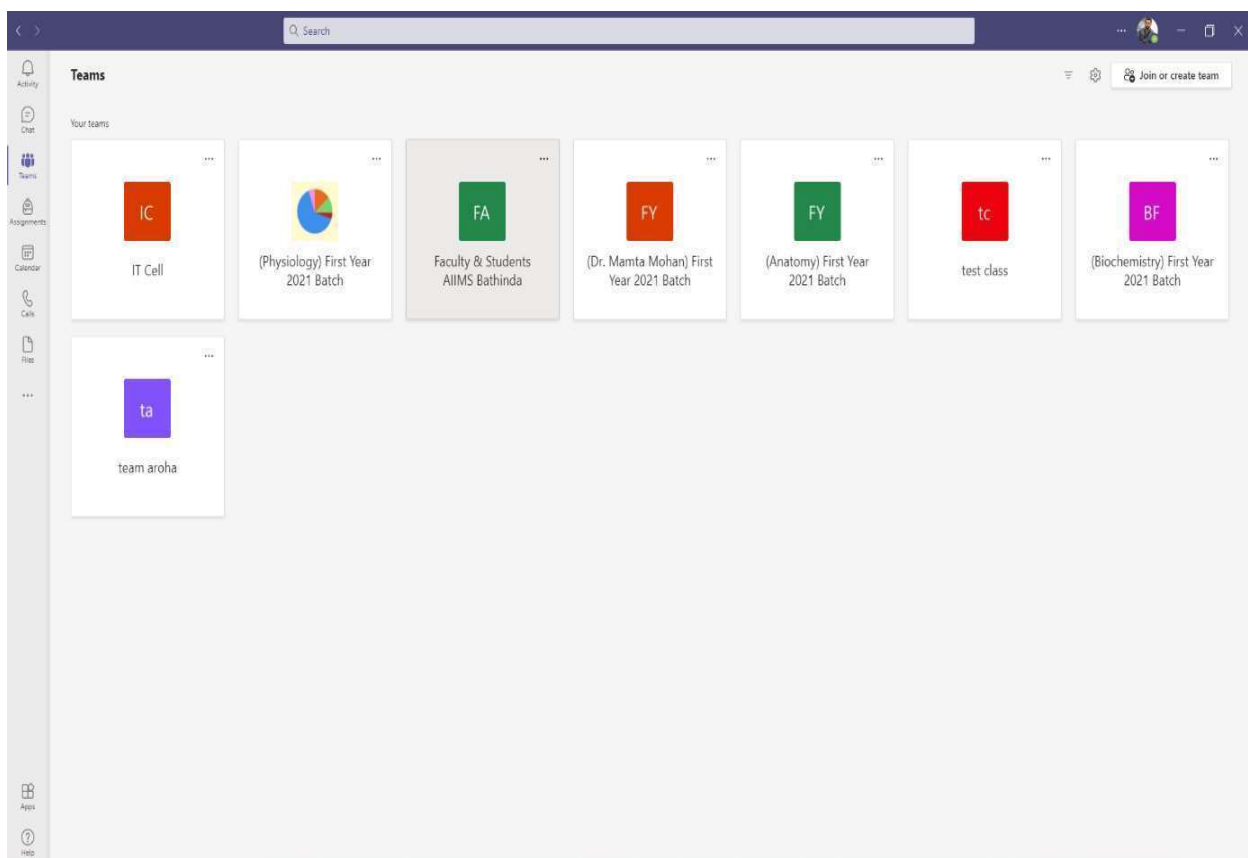 Search
Activity
Chat
Teams
Assignments
Calendar
Calls
Files
Apps
Help
Teams
Join or create team
Your teams
IC
IT Cell
(Physiology) First Year
2021 Batch
FA
Faculty & Students
AIIMS Bathinda
FY
(Dr. Mamta Mohan) First
Year 2021 Batch
FY
(Anatomy) First Year
2021 Batch
tc
test class
BF
(Biochemistry) First Year
2021 Batch
ta
team aroha